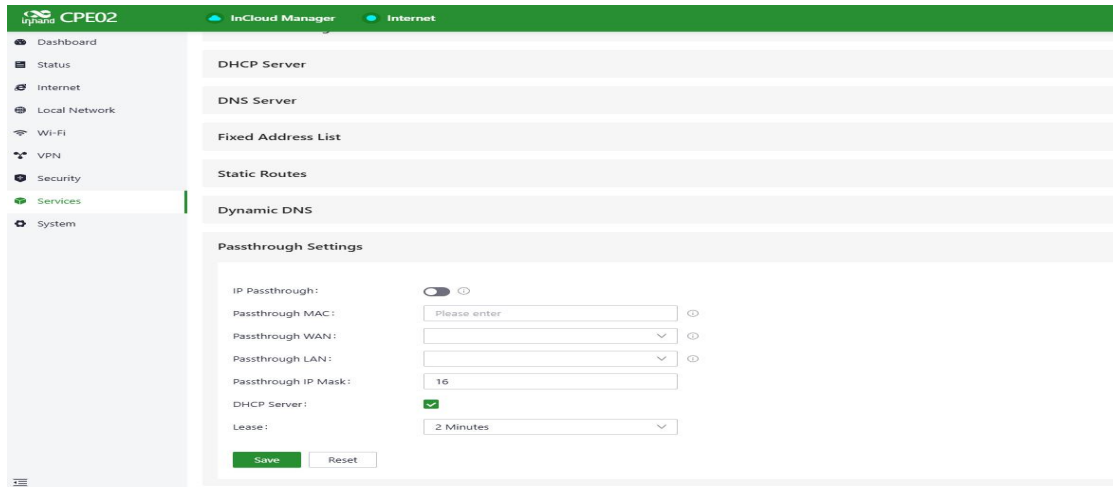 inhand CPE02
InCloud Manager
Internet
Dashboard
Status
Internet
Local Network
Wi-Fi
VPN
Security
Services
System
DHCP Server
DNS Server
Fixed Address List
Static Routes
Dynamic DNS
Passthrough Settings
IP Passthrough:
Passthrough MAC: Please enter
Passthrough WAN:
Passthrough LAN:
Passthrough IP Mask: 16
DHCP Server:
Lease: 2 Minutes
Save Reset